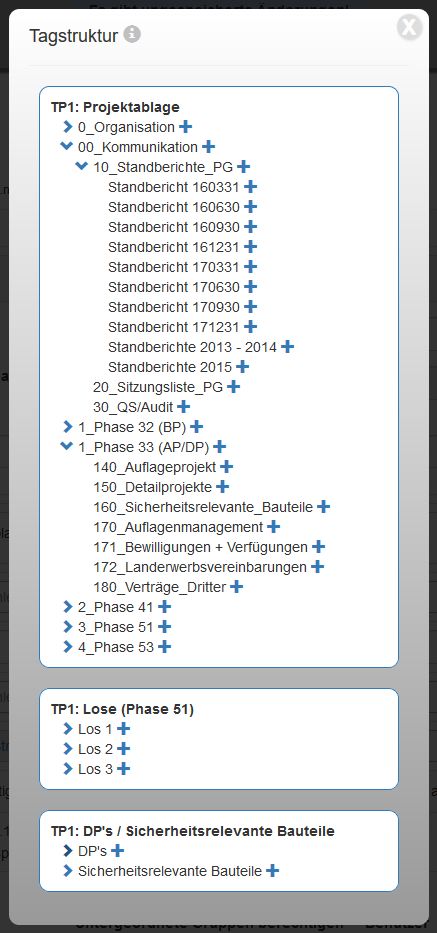 Tagstruktur
TP1: Projektablage
0_Organisation
00_Kommunikation
10_Standberichte_PG
Standbericht 160331
Standbericht 160630
Standbericht 160930
Standbericht 161231
Standbericht 170331
Standbericht 170630
Standbericht 170930
Standbericht 171231
Standberichte 2013 - 2014
Standberichte 2015
20_Sitzungsliste_PG
30_QS/Audit
1_Phase 32 (BP)
1_Phase 33 (AP/DP)
140_Auflageprojekt
150_Detailprojekte
160_Sicherheitsrelevante_Bauteile
170_Auflagenmanagement
171_Bewilligungen + Verfügungen
172_Landerwerbsvereinbarungen
180_Verträge_Dritter
2_Phase 41
3_Phase 51
4_Phase 53
TP1: Lose (Phase 51)
Los 1
Los 2
Los 3
TP1: DP's / Sicherheitsrelevante Bauteile
DP's
Sicherheitsrelevante Bauteile